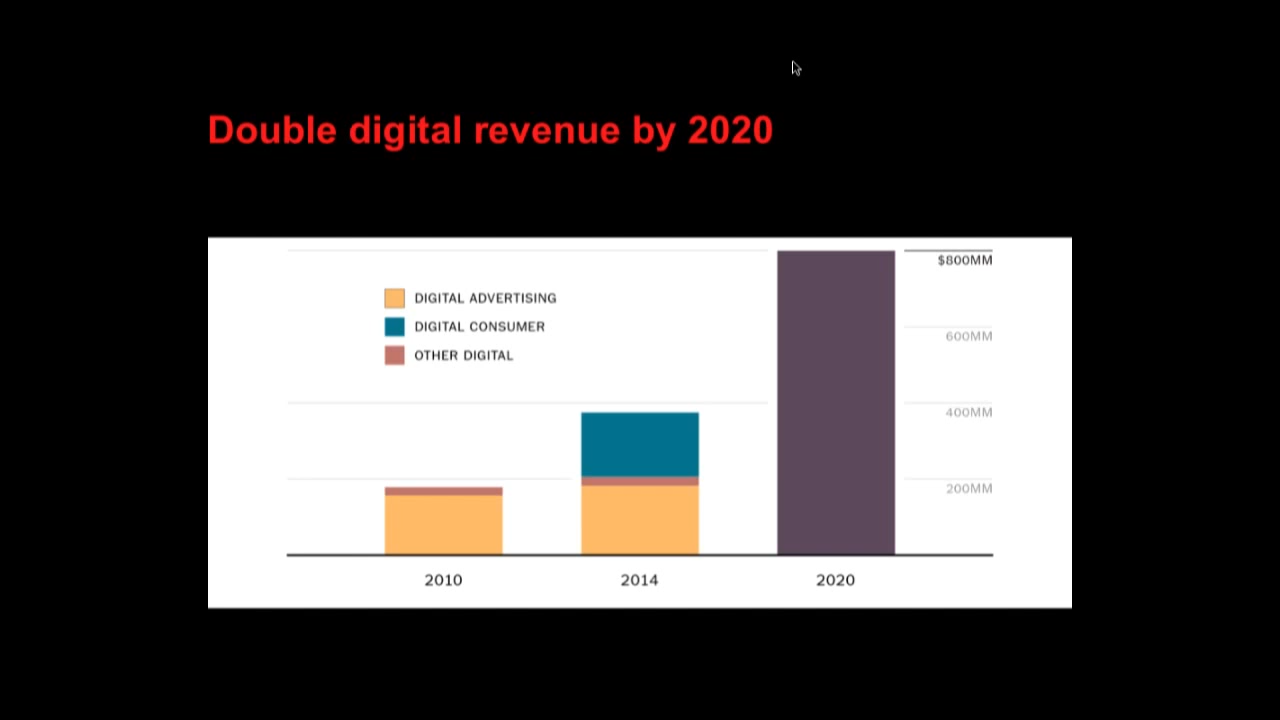 Double digital revenue by 2020
$800MM
DIGITAL ADVERTISING
DIGITAL CONSUMER
600MM
OTHER DIGITAL
400MM
200MM
2010 2014 2020